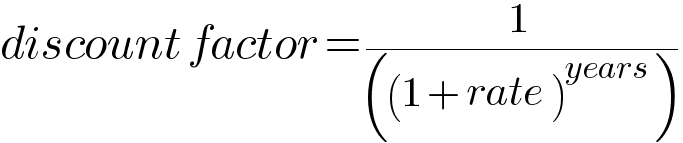 discount factor = 1 / ((1 + rate)^years)